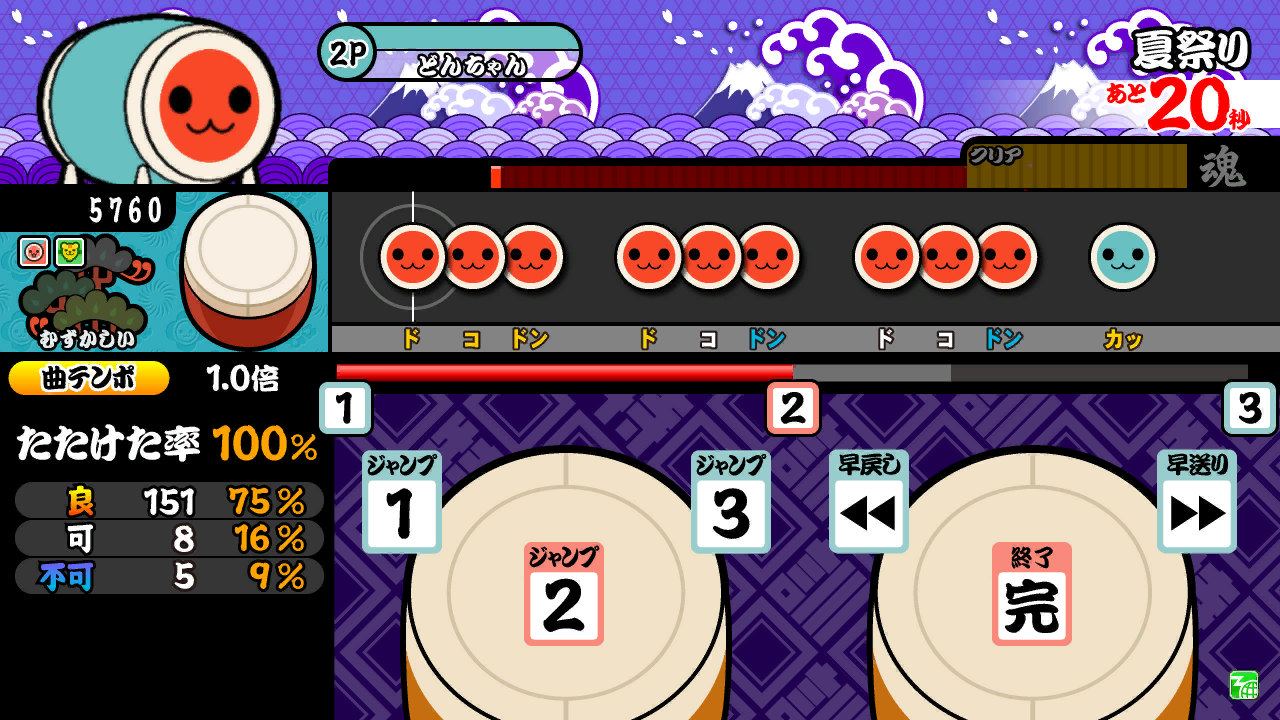 2P
どんちゃん
夏祭り
あと20秒
クリア
魂
5760
むずかしい
ド コ ドン ド コ ドン ド コ ドン カッ
曲テンポ 1.0倍
1 2 3
たたけた率 100%
良 151 75%
可 8 16%
不可 5 9%
ジャンプ
1
ジャンプ
2
ジャンプ
3
早戻し
終了
完
早送り